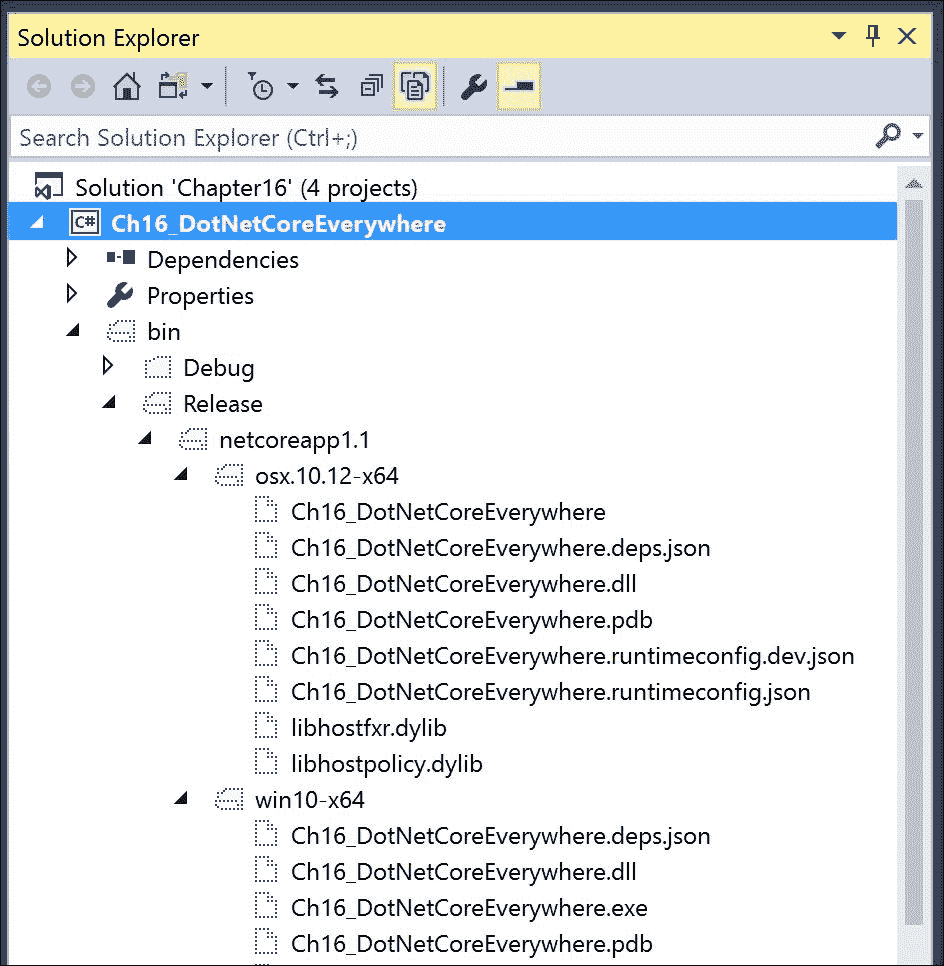 Solution Explorer
Search Solution Explorer (Ctrl+;)
Solution 'Chapter16' (4 projects)
C# Ch16_DotNetCoreEverywhere
Dependencies
Properties
bin
Debug
Release
netcoreapp1.1
osx.10.12-x64
Ch16_DotNetCoreEverywhere
Ch16_DotNetCoreEverywhere.deps.json
Ch16_DotNetCoreEverywhere.dll
Ch16_DotNetCoreEverywhere.pdb
Ch16_DotNetCoreEverywhere.runtimeconfig.dev.json
Ch16_DotNetCoreEverywhere.runtimeconfig.json
libhostfxr.dylib
libhostpolicy.dylib
win10-x64
Ch16_DotNetCoreEverywhere.deps.json
Ch16_DotNetCoreEverywhere.dll
Ch16_DotNetCoreEverywhere.exe
Ch16_DotNetCoreEverywhere.pdb